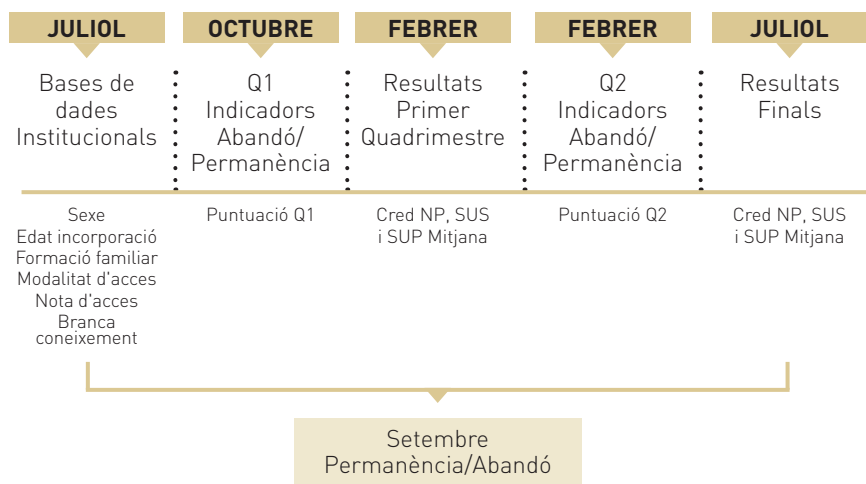 JULIOL
Bases de
dades
Institucionals
Sexe
Edat incorporació
Formació familiar
Modalitat d'acces
Nota d'acces
Branca
coneixement
OCTUBRE
Q1
Indicadors
Abandó/
Permanència
Puntuació Q1
FEBRER
Resultats
Primer
Quadrimestre
Cred NP, SUS
i SUP Mitjana
FEBRER
Q2
Indicadors
Abandó/
Permanència
Puntuació Q2
JULIOL
Resultats
Finals
Cred NP, SUS
i SUP Mitjana
Setembre
Permanència/Abandó